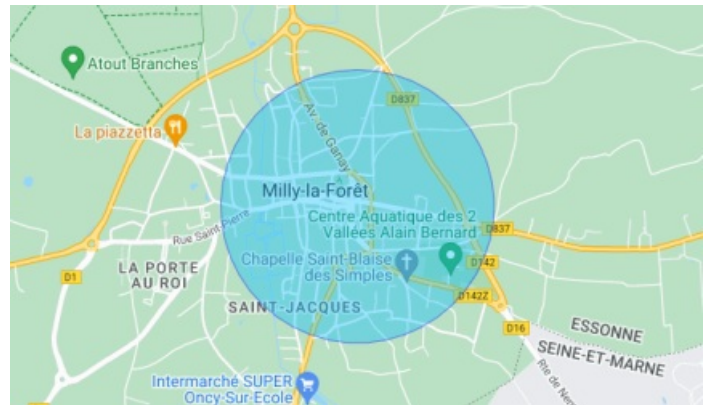 Atout Branches
La piazzetta
Av. de Ganay
D837
Milly-la-Forêt
Rue Saint-Pierre
Centre Aquatique des 2
Vallées Alain Bernard
D837
Chapelle Saint-Blaise
des Simples
D142
LA PORTE
AU ROI
D1
D142Z
SAINT-JACQUES
D16
ESSONNE
SEINE-ET-MARNE
Intermarché SUPER
Oncy-Sur-Ecole